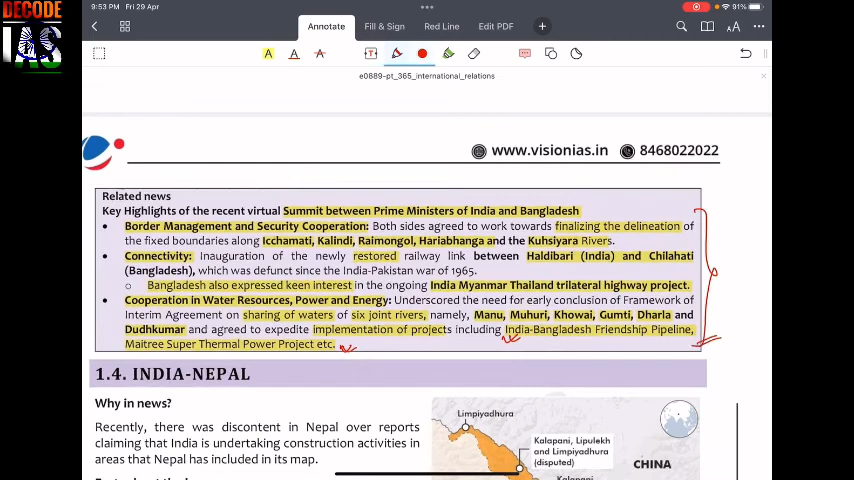 DECODE
IAS
9:53 PM Fri 29 Apr
91%
Annotate
Fill & Sign
Red Line
Edit PDF
e0889-pt_365_international_relations
www.visionias.in
8468022022
Related news
Key Highlights of the recent virtual Summit between Prime Ministers of India and Bangladesh
• Border Management and Security Cooperation: Both sides agreed to work towards finalizing the delineation of
the fixed boundaries along Icchamati, Kalindi, Raimongol, Hariabhanga and the Kuhsiyara Rivers.
• Connectivity: Inauguration of the newly restored railway link between Haldibari (India) and Chilahati
(Bangladesh), which was defunct since the India-Pakistan war of 1965.
o Bangladesh also expressed keen interest in the ongoing India Myanmar Thailand trilateral highway project.
• Cooperation in Water Resources, Power and Energy: Underscored the need for early conclusion of Framework of
Interim Agreement on sharing of waters of six joint rivers, namely, Manu, Muhuri, Khowai, Gumti, Dharla and
Dudhkumar and agreed to expedite implementation of projects including India-Bangladesh Friendship Pipeline,
Maitree Super Thermal Power Project etc.
1.4. INDIA-NEPAL
Why in news?
Recently, there was discontent in Nepal over reports
claiming that India is undertaking construction activities in
areas that Nepal has included in its map.
Limpiyadhura
Kalapani, Lipulekh
and Limpiyadhura
(disputed)
CHINA
Kalapani